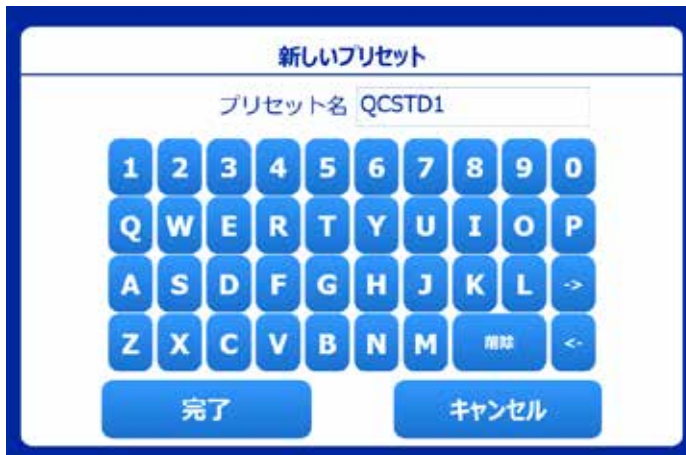 新しいプリセット
プリセット名 QCSTD1
1 2 3 4 5 6 7 8 9 0
Q W E R T Y U I O P
A S D F G H J K L ->
Z X C V B N M 削除 <-
完了 キャンセル